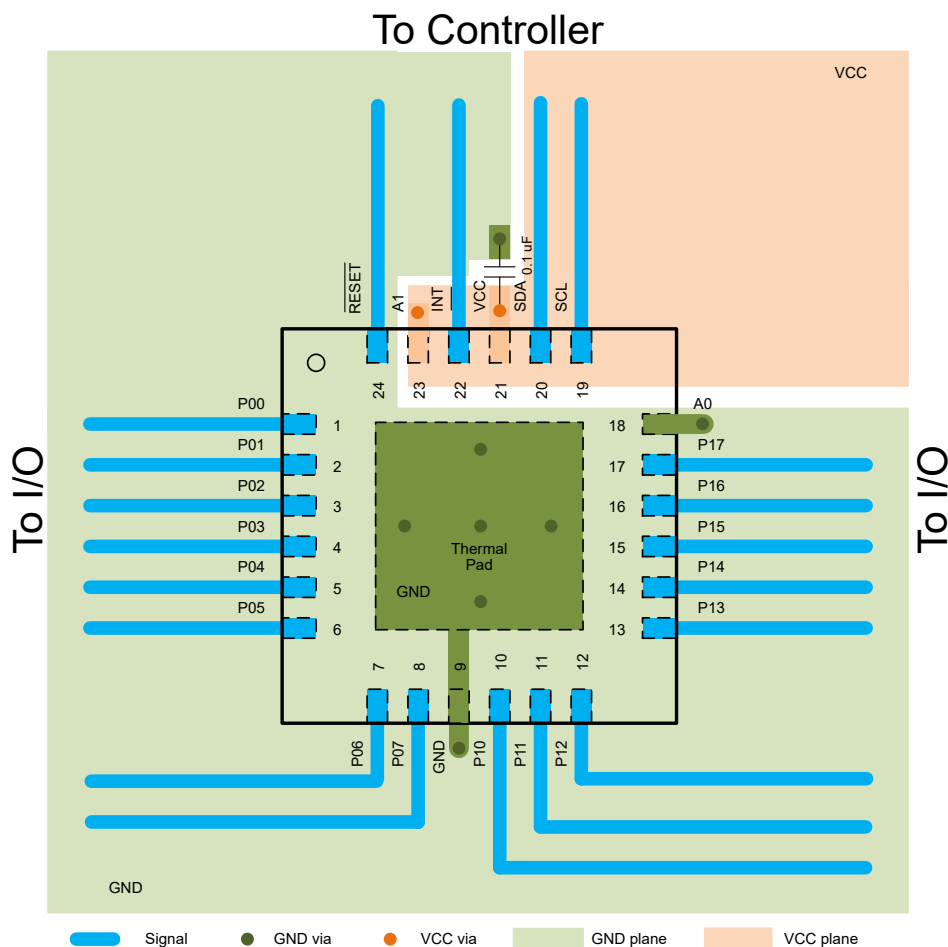 To Controller
VCC
RESET
A1
INT
VCC
0.1 uF
SDA
SCL
24
23
22
21
20
19
P00
1
18
A0
P01
2
17
P17
P02
3
16
P16
P03
4
15
P15
P04
5
14
P14
P05
6
13
P13
To I/O
To I/O
Thermal
Pad
GND
7
8
9
10
11
12
P06
P07
GND
P10
P11
P12
GND
Signal
GND via
VCC via
GND plane
VCC plane